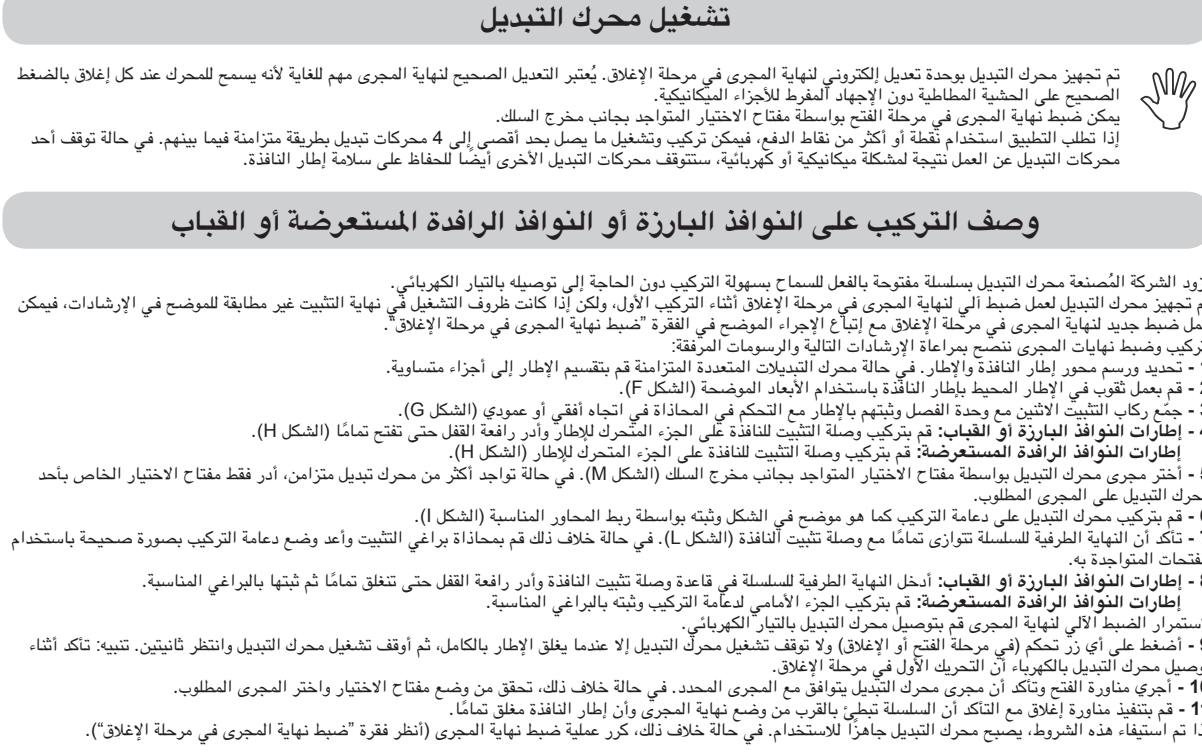 تشغيل محرك التبديل
تم تجهيز محرك التبديل بوحدة تعديل إلكتروني لنهاية المجرى في مرحلة الإغلاق. يُعتبر التعديل الصحيح لنهاية المجرى مهم للغاية لأنه يسمح للمحرك عند كل إغلاق بالضغط
الصحيح على الحشية المطاطية دون الإجهاد المفرط للأجزاء الميكانيكية.
يمكن ضبط نهاية المجرى في مرحلة الفتح بواسطة مفتاح الاختيار المتواجد بجانب مخرج السلك.
إذا تطلب التطبيق استخدام نقطة أو أكثر من نقاط الدفع، فيمكن تركيب وتشغيل ما يصل بحد أقصى إلى 4 محركات تبديل بطريقة متزامنة فيما بينهم. في حالة توقف أحد
محركات التبديل عن العمل نتيجة لمشكلة ميكانيكية أو كهربائية، ستتوقف محركات التبديل الأخرى أيضًا للحفاظ على سلامة إطار النافذة.
وصف التركيب على النوافذ البارزة أو النوافذ الرافدة المستعرضة أو القباب
زود الشركة المُصنعة محرك التبديل بسلسلة مفتوحة بالفعل للسماح بسهولة التركيب دون الحاجة إلى توصيله بالتيار الكهربائي.
م تجهيز محرك التبديل لعمل ضبط آلي لنهاية المجرى في مرحلة الإغلاق أثناء التركيب الأول، ولكن إذا كانت ظروف التشغيل في نهاية التثبيت غير مطابقة للموضح في الإرشادات، فيمكن
مل ضبط جديد لنهاية المجرى في مرحلة الإغلاق مع إتباع الإجراء الموضح في الفقرة "ضبط نهاية المجرى في مرحلة الإغلاق".
تركيب وضبط نهايات المجرى ننصح بمراعاة الإرشادات التالية والرسومات المرفقة:
1 - تحديد ورسم محور إطار النافذة والإطار. في حالة محرك التبديلات المتعددة المتزامنة قم بتقسيم الإطار إلى أجزاء متساوية.
2 - قم بعمل ثقوب في الإطار المحيط بإطار النافذة باستخدام الأبعاد الموضحة (الشكل F).
3 - جمّع ركاب التثبيت الاثنين مع وحدة الفصل وثبتهم بالإطار مع التحكم في المحاذاة في اتجاه أفقي أو عمودي (الشكل G).
4 - إطارات النوافذ البارزة أو القباب: قم بتركيب وصلة التثبيت للنافذة على الجزء المتحرك للإطار وأدر رافعة القفل حتى تفتح تمامًا (الشكل H).
إطارات النوافذ الرافدة المستعرضة: قم بتركيب وصلة التثبيت للنافذة على الجزء المتحرك للإطار (الشكل H).
5 - أختر مجرى محرك التبديل بواسطة مفتاح الاختيار المتواجد بجانب مخرج السلك (الشكل M). في حالة تواجد أكثر من محرك تبديل متزامن، أدر فقط مفتاح الاختيار الخاص بأحد
محرك التبديل على المجرى المطلوب.
6 - قم بتركيب محرك التبديل على دعامة التركيب كما هو موضح في الشكل وثبته بواسطة ربط المحاور المناسبة (الشكل I).
7 - تأكد أن النهاية الطرفية للسلسلة تتوازى تمامًا مع وصلة تثبيت النافذة (الشكل L). في حالة خلاف ذلك قم بمحاذاة براغي التثبيت وأعد وضع دعامة التركيب بصورة صحيحة باستخدام
لفتحات المتواجدة به.
8 - إطارات النوافذ البارزة أو القباب: أدخل النهاية الطرفية للسلسلة في قاعدة وصلة تثبيت النافذة وأدر رافعة القفل حتى تنغلق تمامًا ثم ثبتها بالبراغي المناسبة.
إطارات النوافذ الرافدة المستعرضة: قم بتركيب الجزء الأمامي لدعامة التركيب وثبته بالبراغي المناسبة.
ستمرار الضبط الآلي لنهاية المجرى قم بتوصيل محرك التبديل بالتيار الكهربائي.
9 - أضغط على أي زر تحكم (في مرحلة الفتح أو الإغلاق) ولا توقف تشغيل محرك التبديل إلا عندما يغلق الإطار بالكامل، ثم أوقف تشغيل محرك التبديل وانتظر ثانيتين. تنبيه: تأكد أثناء
وصيل محرك التبديل بالكهرباء أن التحريك الأول في مرحلة الإغلاق.
10 - أجري مناورة الفتح وتأكد أن مجرى محرك التبديل يتوافق مع المجرى المحدد. في حالة خلاف ذلك، تحقق من وضع مفتاح الاختيار واختر المجرى المطلوب.
11 - قم بتنفيذ مناورة إغلاق مع التأكد أن السلسلة تبطئ بالقرب من وضع نهاية المجرى وأن إطار النافذة مغلق تمامًا.
ذا تم استيفاء هذه الشروط، يصبح محرك التبديل جاهزًا للاستخدام. في حالة خلاف ذلك، كرر عملية ضبط نهاية المجرى (أنظر فقرة "ضبط نهاية المجرى في مرحلة الإغلاق").